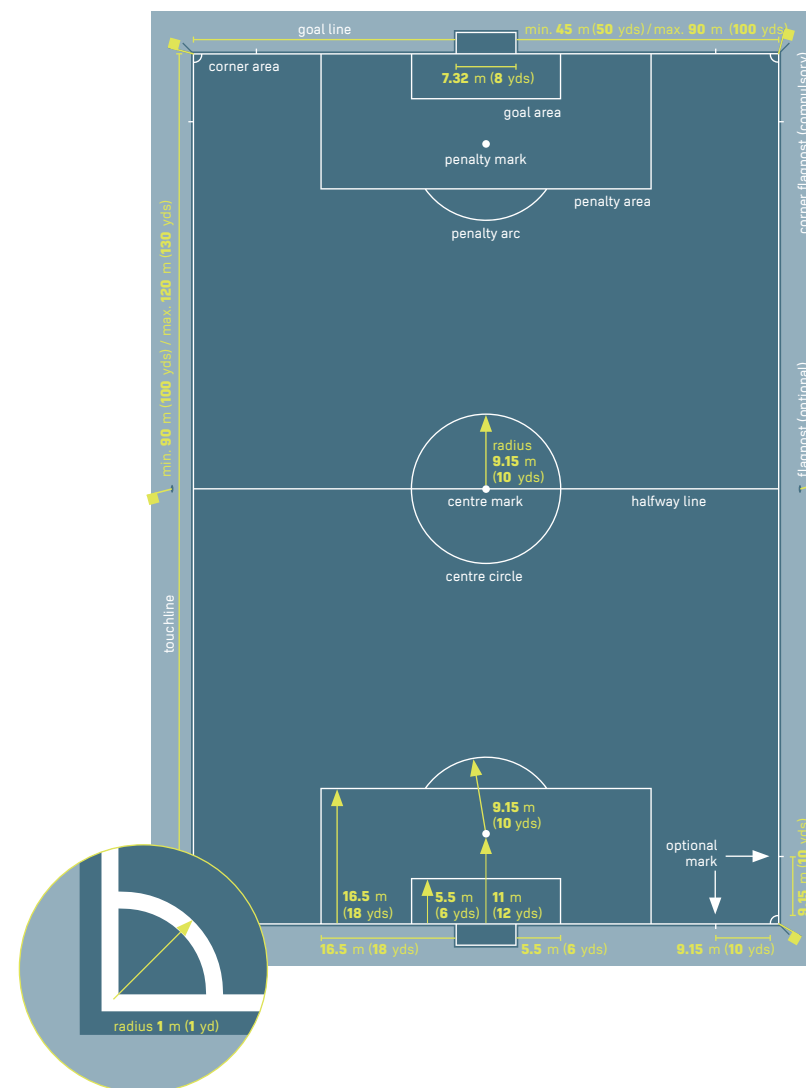 goal line
min. 45 m (50 yds) / max. 90 m (100 yds)
corner area
7.32 m (8 yds)
goal area
penalty mark
penalty area
penalty arc
corner flagpost (compulsory)
min. 90 m (100 yds) / max. 120 m (130 yds)
flagpost (optional)
radius
9.15 m
(10 yds)
centre mark
halfway line
centre circle
touchline
9.15 m
(10 yds)
optional
mark
9.15 m (10 yds)
16.5 m
(18 yds)
5.5 m
(6 yds)
11 m
(12 yds)
16.5 m (18 yds)
5.5 m (6 yds)
9.15 m (10 yds)
radius 1 m (1 yd)